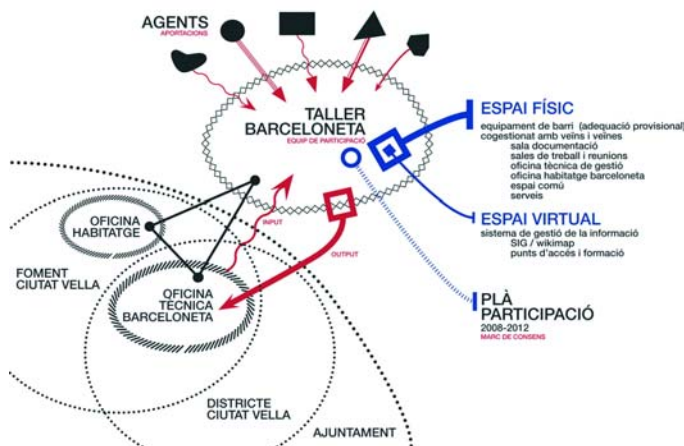 AGENTS
APORTACIONS
TALLER
BARCELONETA
EQUIP DE PARTICIPACIÓ
ESPAI FÍSIC
equipament de barri (adequació provisional)
cogestionat amb veïns i veïnes
sala documentació
sales de treball i reunions
oficina tècnica de gestió
oficina habitatge barceloneta
espai comú
serveis
ESPAI VIRTUAL
sistema de gestió de la informació
SIG / wikimap
punts d'accés i formació
PLÀ
PARTICIPACIÓ
2008-2012
MARC DE CONSENS
OFICINA
HABITATGE
INPUT
OUTPUT
FOMENT
CIUTAT VELLA
OFICINA
TÈCNICA
BARCELONETA
DISTRICTE
CIUTAT VELLA
AJUNTAMENT